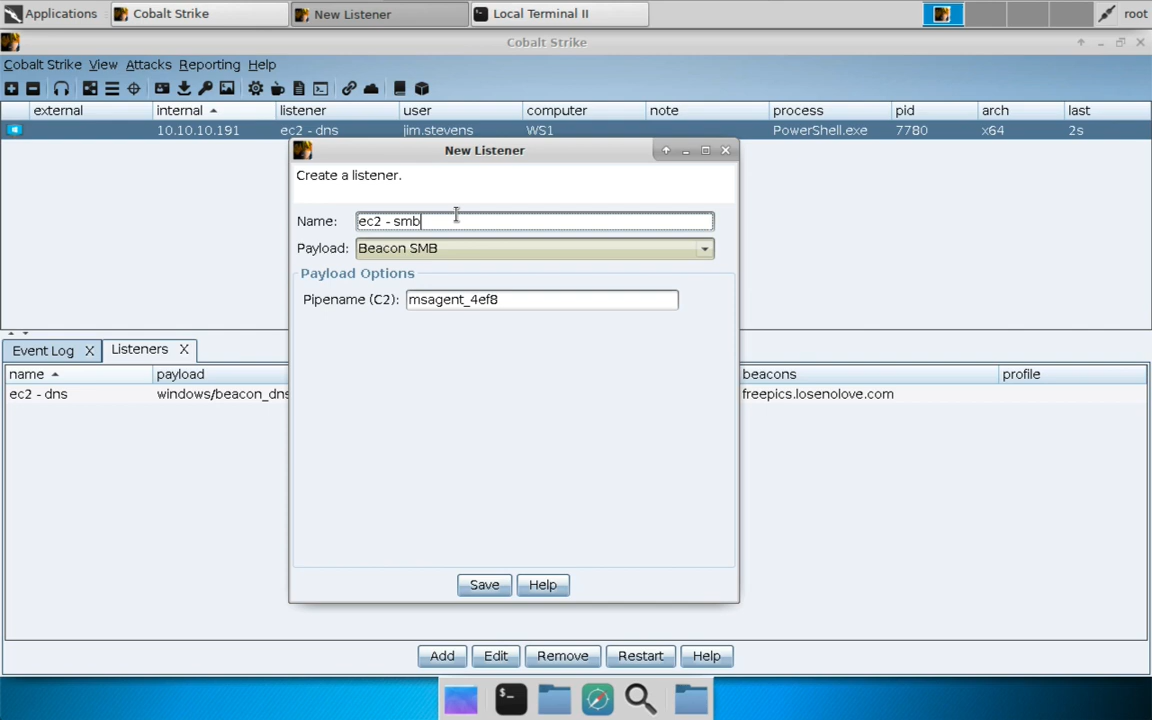 Applications Cobalt Strike New Listener Local Terminal II root
Cobalt Strike
Cobalt Strike View Attacks Reporting Help
external internal listener user computer note process pid arch last
10.10.10.191 ec2 - dns jim.stevens WS1 PowerShell.exe 7780 x64 2s
New Listener
Create a listener.
Name: ec2 - smb
Payload: Beacon SMB
Payload Options
Pipename (C2): msagent_4ef8
Save Help
Event Log X Listeners X
name payload beacons profile
ec2 - dns windows/beacon_dns freepics.losenolove.com
Add Edit Remove Restart Help
$_